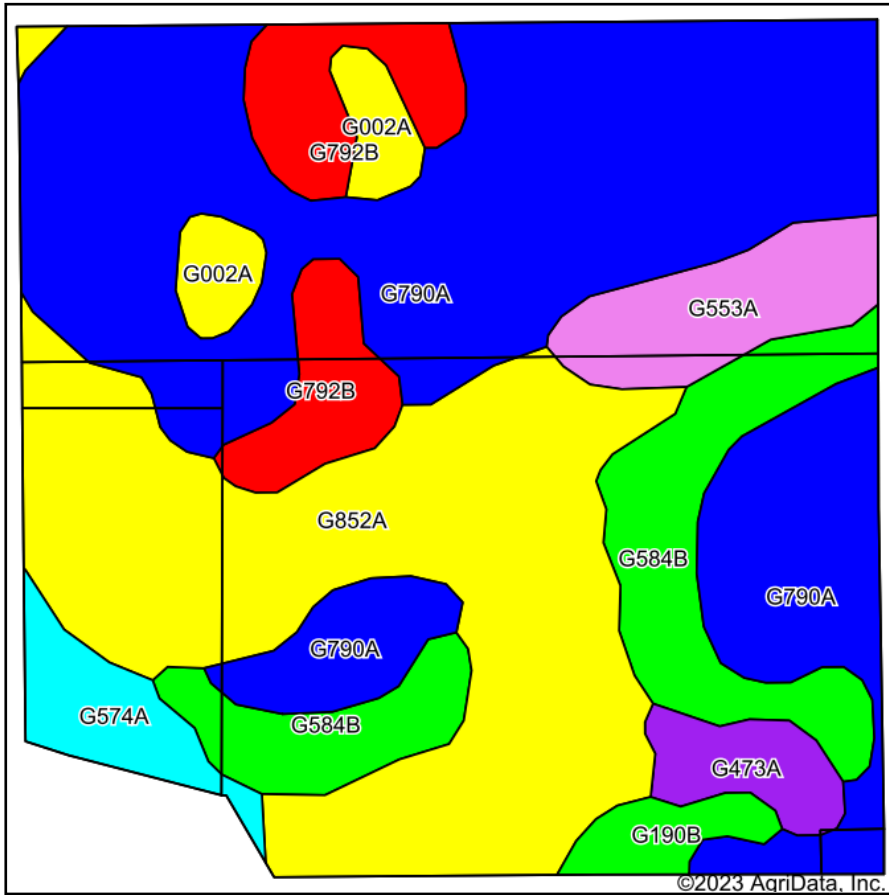 G002A
G792B
G002A
G790A
G553A
G792B
G852A
G584B
G790A
G790A
G574A
G584B
G473A
G190B
©2023 AgriData, Inc.